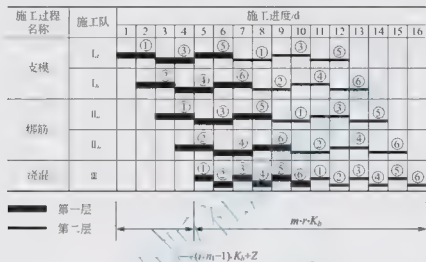 施工过程名称 施工队 施工进度/d
1 2 3 4 5 6 7 8 9 10 11 12 13 14 15 16
支模 Ⅰa ① ③ ⑤ ① ③ ⑤
Ⅰb ② ④ ⑥ ② ④ ⑥
绑筋 Ⅱa ① ③ ⑤ ① ③ ⑤
Ⅱb ② ④ ⑥ ② ④ ⑥
浇混 Ⅲ ① ② ③ ④ ⑤ ⑥ ① ② ③ ④ ⑤ ⑥
第一层
第二层
m·r·Kb
(n₁-1)·Kb+Z